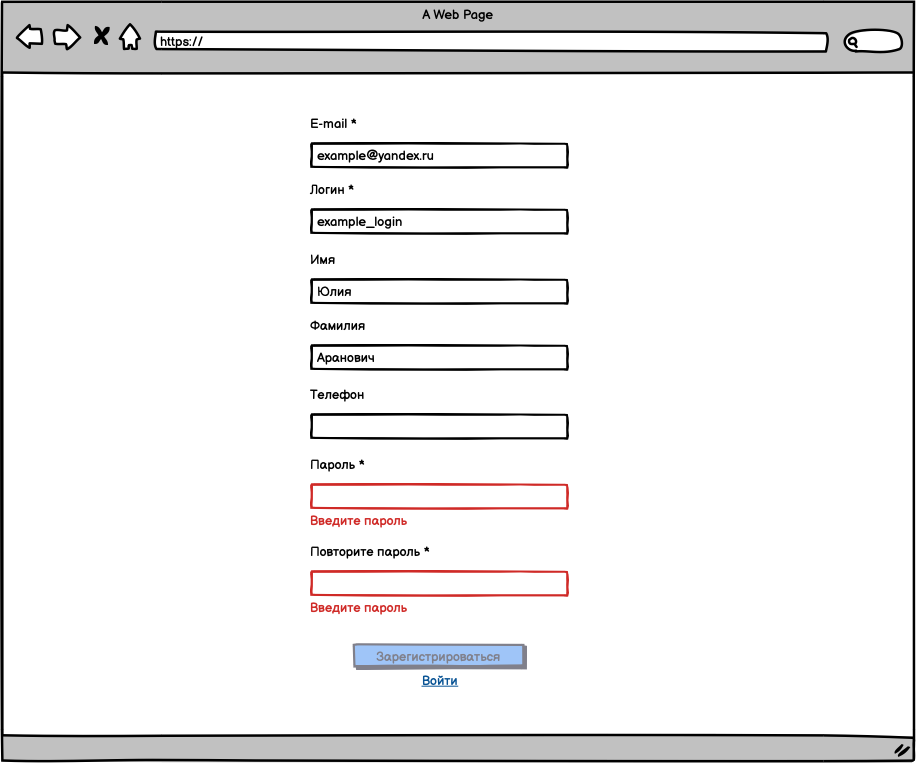 A Web Page
https://
E-mail *
example@yandex.ru
Логин *
example_login
Имя
Юлия
Фамилия
Аранович
Телефон
Пароль *
Введите пароль
Повторите пароль *
Введите пароль
Зарегистрироваться
Войти